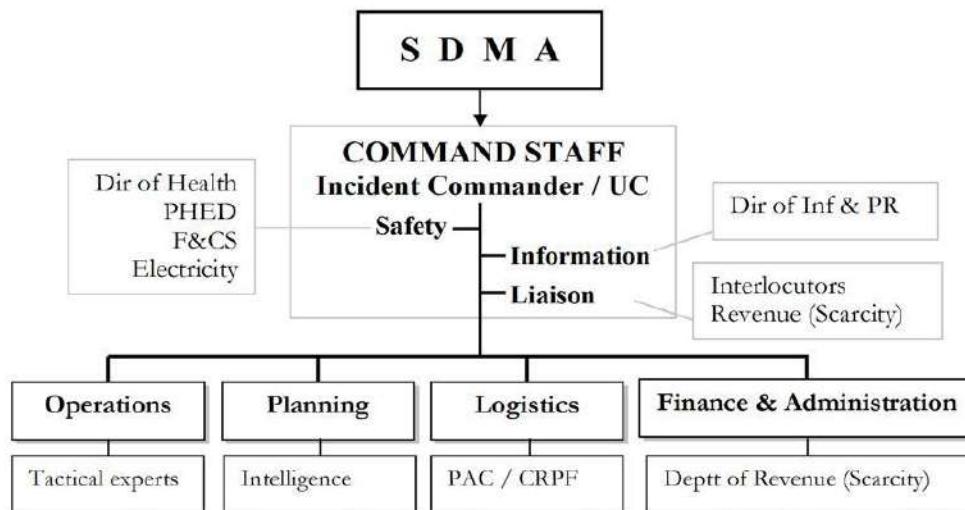 S D M A
COMMAND STAFF
Incident Commander / UC
Safety
Information
Liaison
Dir of Health
PHED
F&CS
Electricity
Dir of Inf & PR
Interlocutors
Revenue (Scarcity)
Operations
Planning
Logistics
Finance & Administration
Tactical experts
Intelligence
PAC / CRPF
Deptt of Revenue (Scarcity)